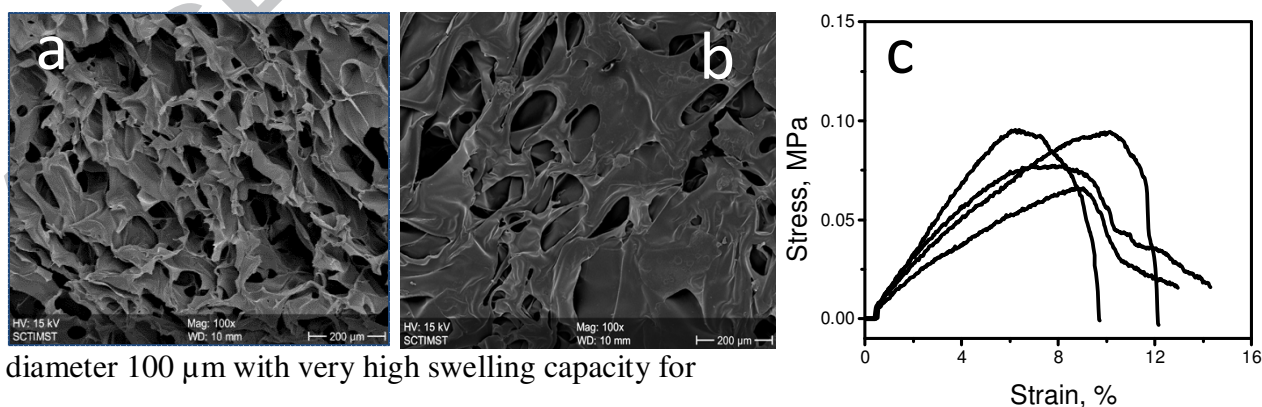 a
HV: 15 kV
SCTIMST
Mag: 100x
WD: 10 mm
200 µm
b
HV: 15 kV
SCTIMST
Mag: 100x
WD: 10 mm
200 µm
c
Stress, MPa
0.15
0.10
0.05
0.00
0 4 8 12 16
Strain, %
diameter 100 µm with very high swelling capacity for